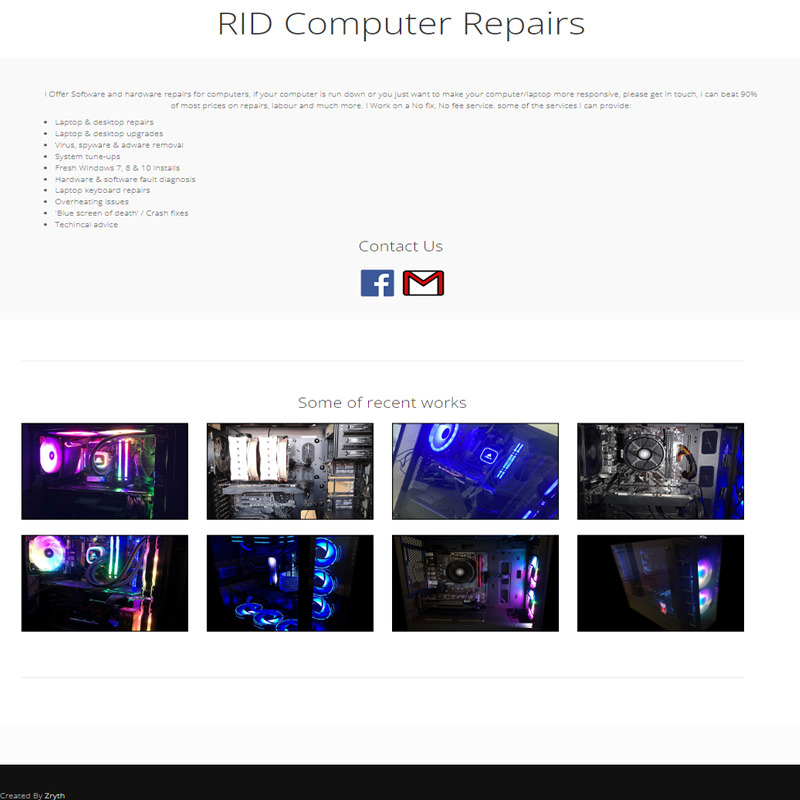 RID Computer Repairs
I Offer Software and hardware repairs for computers, if your computer is run down or you just want to make your computer/laptop more responsive, please get in touch, I can beat 90%
of most prices on repairs, labour and much more. I Work on a No fix, No fee service. some of the services I can provide:
Laptop & desktop repairs
Laptop & desktop upgrades
Virus, spyware & adware removal
System tune-ups
Fresh Windows 7, 8 & 10 Installs
Hardware & software fault diagnosis
Laptop keyboard repairs
Overheating issues
'Blue screen of death' / Crash fixes
Techincal advice
Contact Us
Some of recent works
Created By Zryth